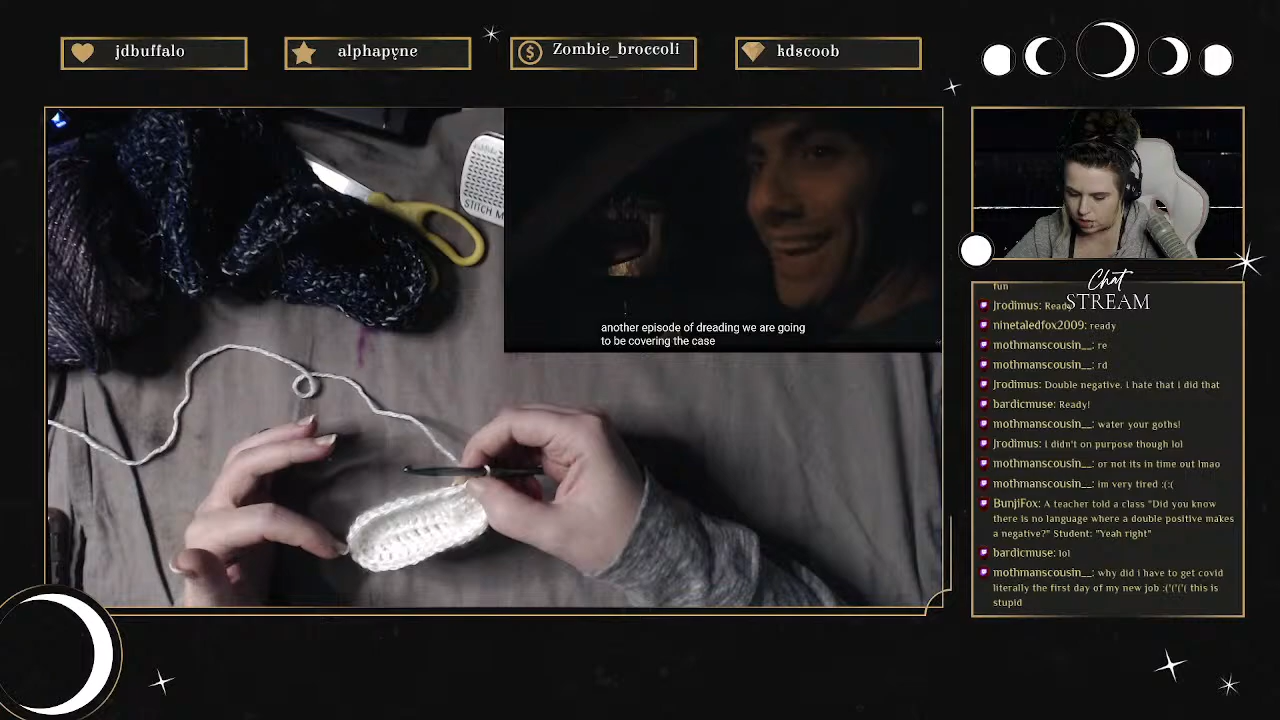 jdbuffalo
alphapyne
Zombie_broccoli
kdscoob
STITCH M
another episode of dreading we are going
to be covering the case
Chat
STREAM
fun
Jrodimus: Ready
ninetaledfox2009: ready
mothmanscousin__: re
mothmanscousin__: rd
Jrodimus: Double negative. I hate that i did that
bardicmuse: Ready!
mothmanscousin__: water your goths!
Jrodimus: I didn't on purpose though lol
mothmanscousin__: or not its in time out lmao
mothmanscousin__: im very tired :(:(
BunjiFox: A teacher told a class "Did you know
there is no language where a double positive makes
a negative?" Student: "Yeah right"
bardicmuse: lol
mothmanscousin__: why did i have to get covid
literally the first day of my new job :('('('( this is
stupid